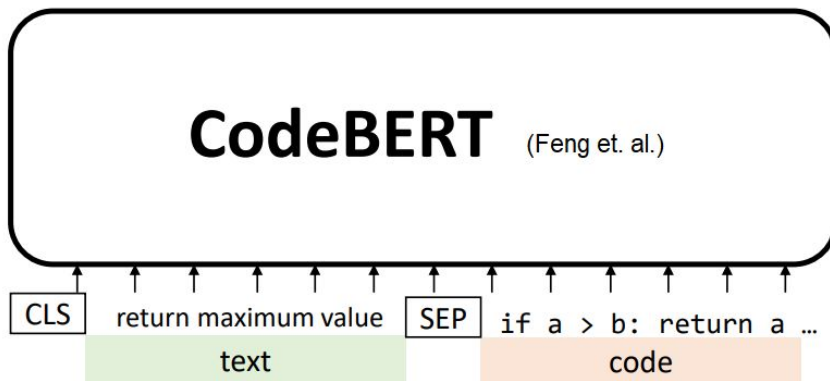 CodeBERT (Feng et. al.)
CLS return maximum value SEP if a > b: return a …
text code